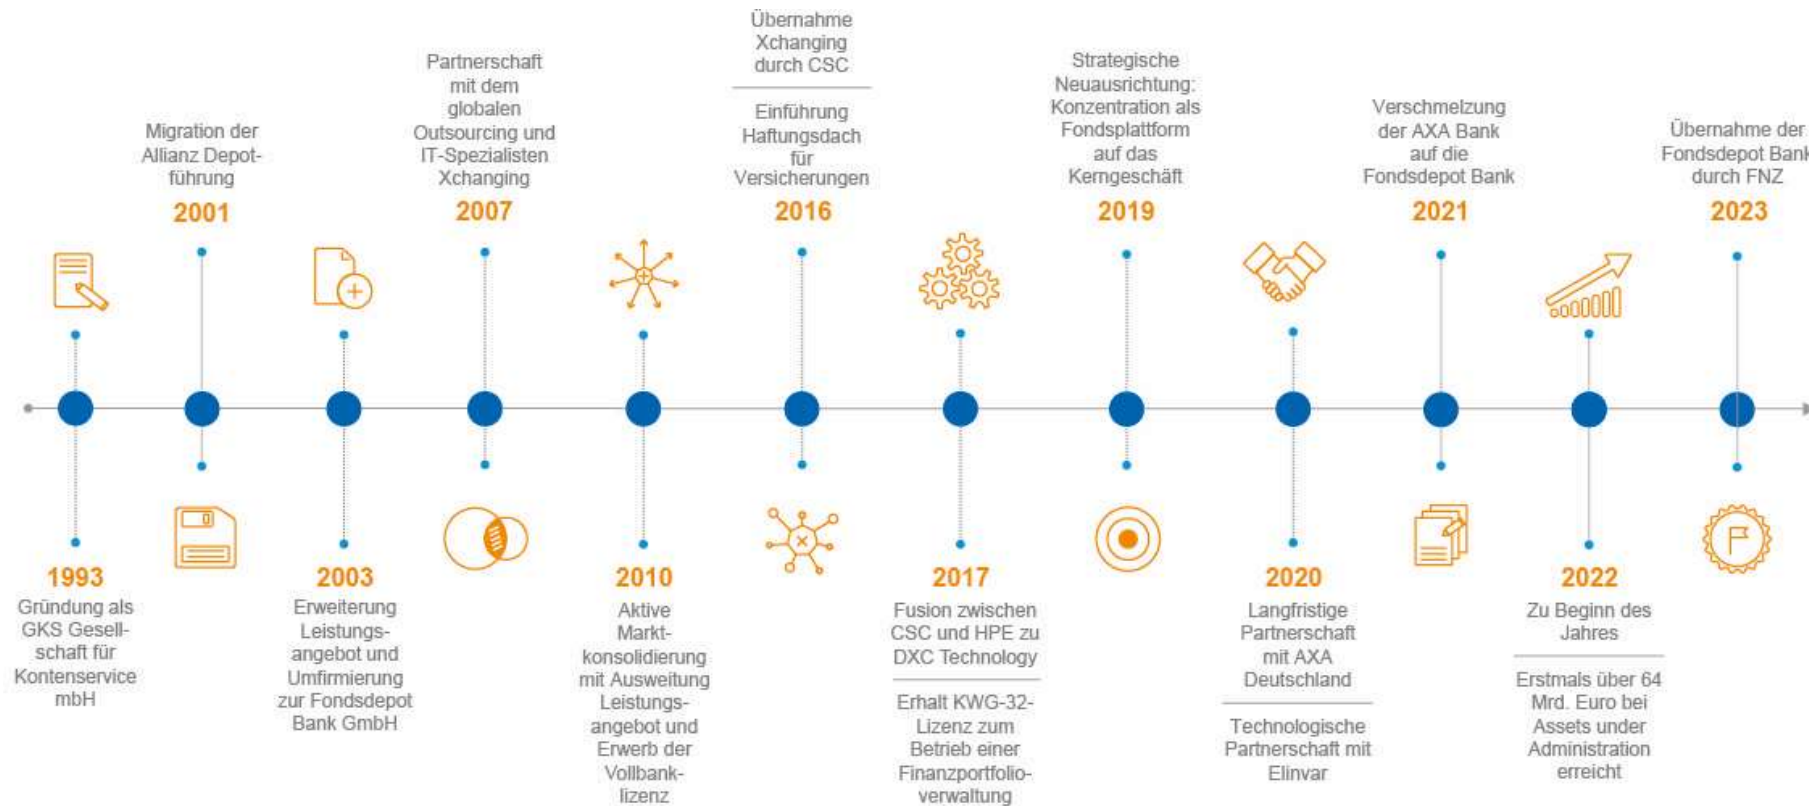 1993
Gründung als
GKS Gesell-
schaft für
Kontenservice
mbH
Migration der
Allianz Depot-
führung
2001
2003
Erweiterung
Leistungs-
angebot und
Umfirmierung
zur Fondsdepot
Bank GmbH
Partnerschaft
mit dem
globalen
Outsourcing und
IT-Spezialisten
Xchanging
2007
2010
Aktive
Markt-
konsolidierung
mit Ausweitung
Leistungs-
angebot und
Erwerb der
Vollbank-
lizenz
Übernahme
Xchanging
durch CSC
Einführung
Haftungsdach
für
Versicherungen
2016
2017
Fusion zwischen
CSC und HPE zu
DXC Technology
Erhalt KWG-32-
Lizenz zum
Betrieb einer
Finanzportfolio-
verwaltung
Strategische
Neuausrichtung:
Konzentration als
Fondsplattform
auf das
Kerngeschäft
2019
2020
Langfristige
Partnerschaft
mit AXA
Deutschland
Technologische
Partnerschaft mit
Elinvar
Verschmelzung
der AXA Bank
auf die
Fondsdepot Bank
2021
2022
Zu Beginn des
Jahres
Erstmals über 64
Mrd. Euro bei
Assets under
Administration
erreicht
Übernahme der
Fondsdepot Bank
durch FNZ
2023